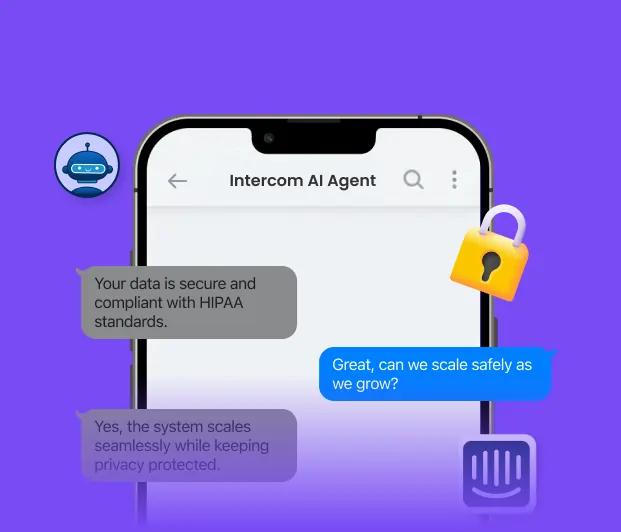 Intercom AI Agent
Your data is secure and
compliant with HIPAA
standards.
Great, can we scale safely as
we grow?
Yes, the system scales
seamlessly while keeping
privacy protected.